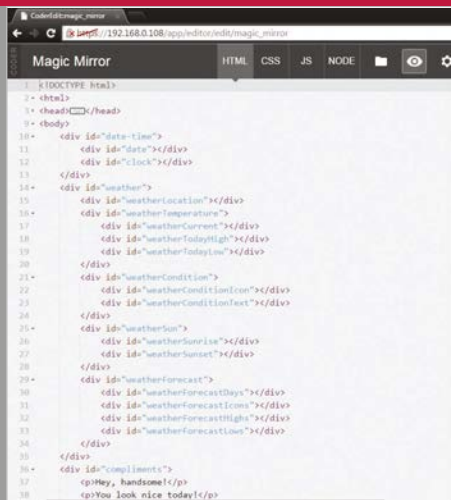 CoderEdit:magic_mirror
https://192.168.0.108/app/editor/edit/magic_mirror
CODER
Magic Mirror HTML CSS JS NODE
1 <!DOCTYPE html>
2 <html>
3 <head></head>
9 <body>
10 <div id="date-time">
11 <div id="date"></div>
12 <div id="clock"></div>
13 </div>
14 <div id="weather">
15 <div id="weatherLocation"></div>
16 <div id="weatherTemperature">
17 <div id="weatherCurrent"></div>
18 <div id="weatherTodayHigh"></div>
19 <div id="weatherTodayLow"></div>
20 </div>
21 <div id="weatherCondition">
22 <div id="weatherConditionIcon"></div>
23 <div id="weatherConditionText"></div>
24 </div>
25 <div id="weatherSun">
26 <div id="weatherSunrise"></div>
27 <div id="weatherSunset"></div>
28 </div>
29 <div id="weatherForecast">
30 <div id="weatherForecastDays"></div>
31 <div id="weatherForecastIcons"></div>
32 <div id="weatherForecastHighs"></div>
33 <div id="weatherForecastLows"></div>
34 </div>
35 </div>
36 <div id="compliments">
37 <p>Hey, handsome!</p>
38 <p>You look nice today!</p>